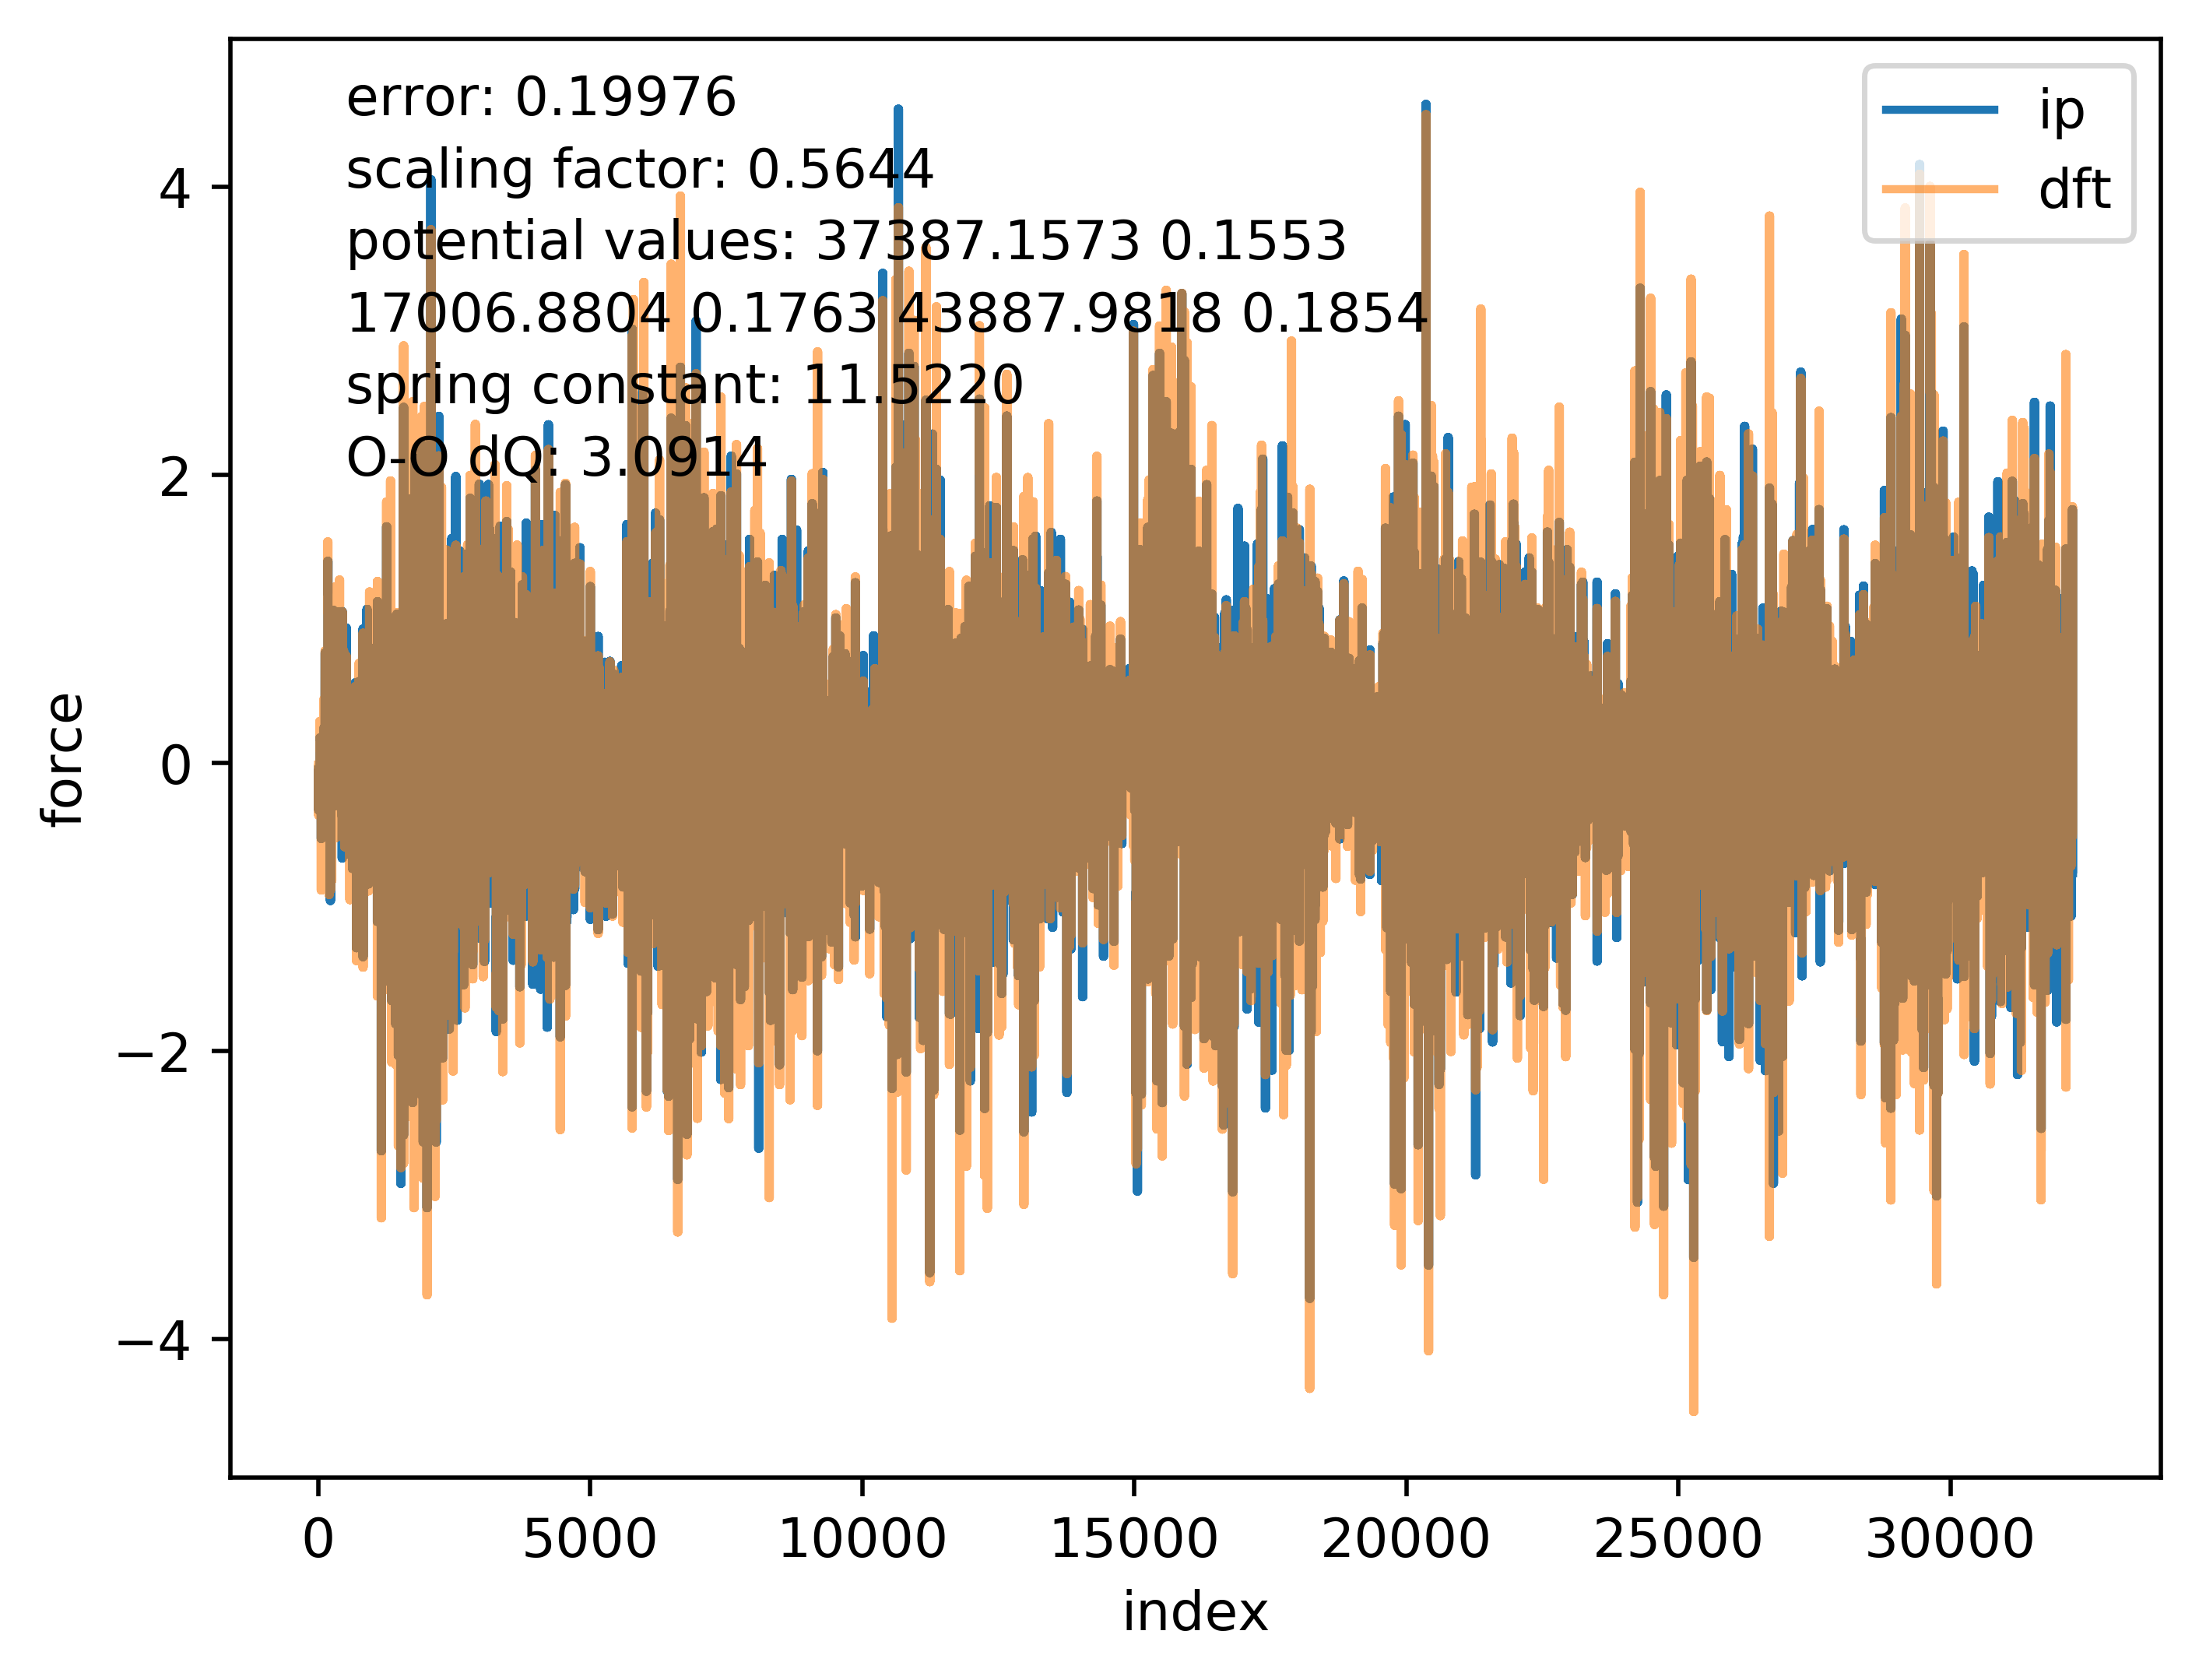 error: 0.19976
scaling factor: 0.5644
potential values: 37387.1573 0.1553
17006.8804 0.1763 43887.9818 0.1854
spring constant: 11.5220
O-O dQ: 3.0914
ip
dft
4
2
0
−2
−4
force
0 5000 10000 15000 20000 25000 30000
index